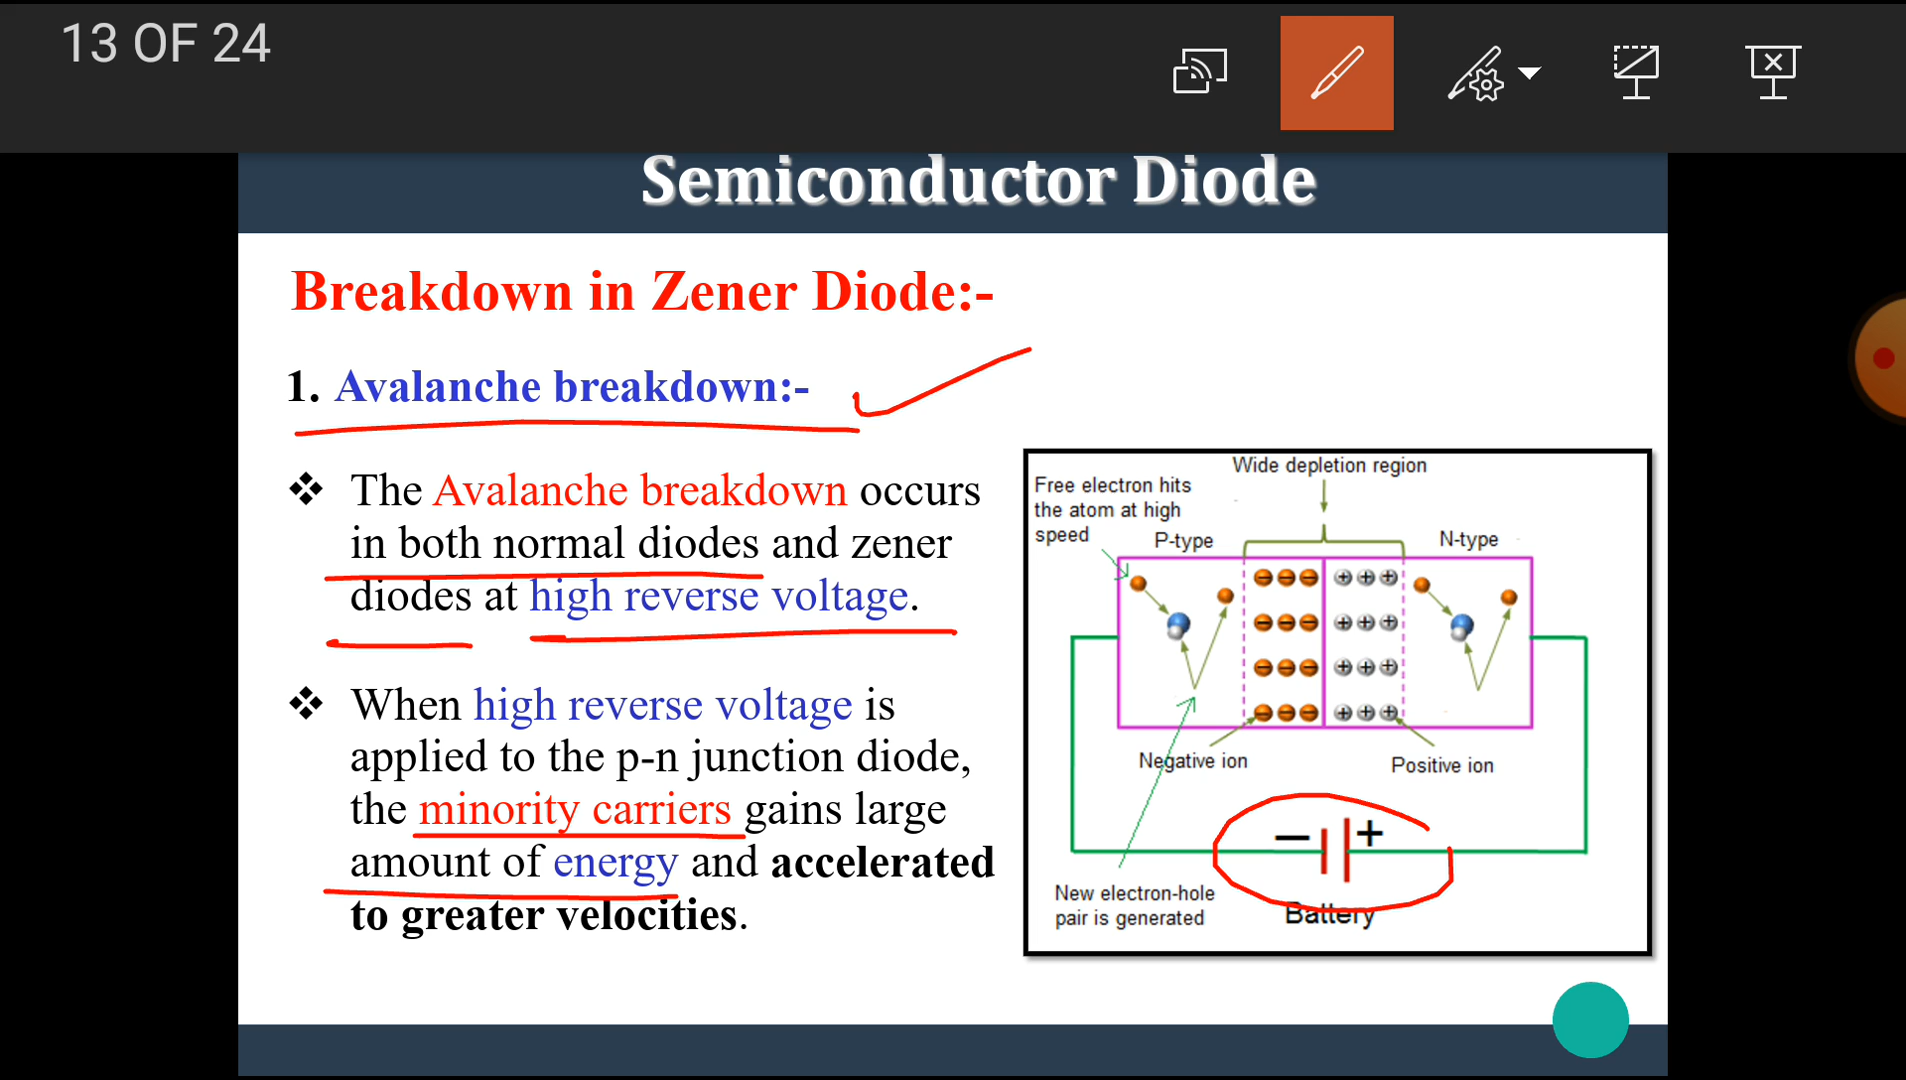 13 OF 24
Semiconductor Diode
Breakdown in Zener Diode:-
1. Avalanche breakdown:-
❖ The Avalanche breakdown occurs
in both normal diodes and zener
diodes at high reverse voltage.
❖ When high reverse voltage is
applied to the p-n junction diode,
the minority carriers gains large
amount of energy and accelerated
to greater velocities.
Wide depletion region
Free electron hits
the atom at high
speed
P-type
N-type
Negative ion
Positive ion
− +
New electron-hole
pair is generated
Battery